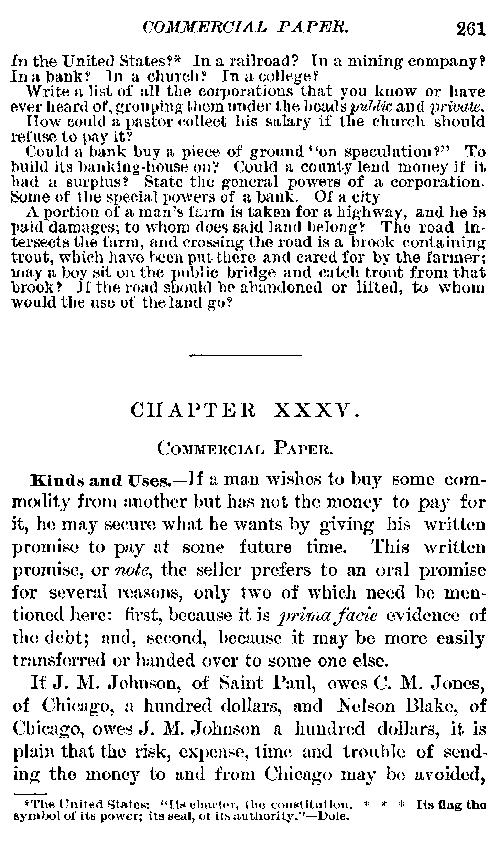 COMMERCIAL PAPER. 261
In the United States?* In a railroad? In a mining company?
In a bank? In a church? In a college?
Write a list of all the corporations that you know or have
ever heard of, grouping them under the heads public and private.
How could a pastor collect his salary if the church should
refuse to pay it?
Could a bank buy a piece of ground "on speculation?" To
build its banking-house on? Could a county lend money if it
had a surplus? State the general powers of a corporation.
Some of the special powers of a bank. Of a city
A portion of a man's farm is taken for a highway, and he is
paid damages; to whom does said land belong? The road in-
tersects the farm, and crossing the road is a brook containing
trout, which have been put there and cared for by the farmer;
may a boy sit on the public bridge and catch trout from that
brook? If the road should be abandoned or lifted, to whom
would the use of the land go?
CHAPTER XXXV.
COMMERCIAL PAPER.
Kinds and Uses.—If a man wishes to buy some com-
modity from another but has not the money to pay for
it, he may secure what he wants by giving his written
promise to pay at some future time. This written
promise, or note, the seller prefers to an oral promise
for several reasons, only two of which need be men-
tioned here: first, because it is prima facie evidence of
the debt; and, second, because it may be more easily
transferred or handed over to some one else.
If J. M. Johnson, of Saint Paul, owes C. M. Jones,
of Chicago, a hundred dollars, and Nelson Blake, of
Chicago, owes J. M. Johnson a hundred dollars, it is
plain that the risk, expense, time and trouble of send-
ing the money to and from Chicago may be avoided,
*The United States: "Its charter, the constitution. * * * Its flag the
symbol of its power; its seal, of its authority."—Dole.